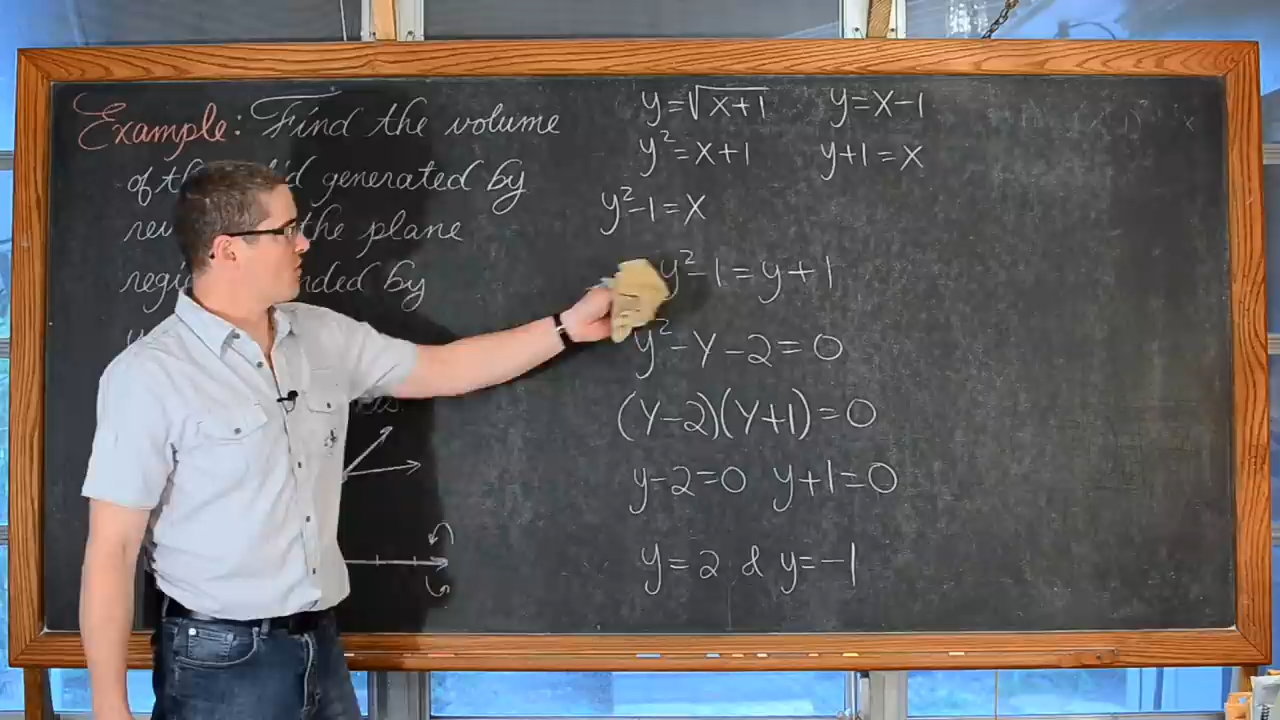 Example: Find the volume
of generated by
the plane
by
y=√x+1 y=x-1
y²=x+1 y+1=x
y²-1=x
y²-1=y+1
y²-y-2=0
(y-2)(y+1)=0
y-2=0 y+1=0
y=2 & y=-1